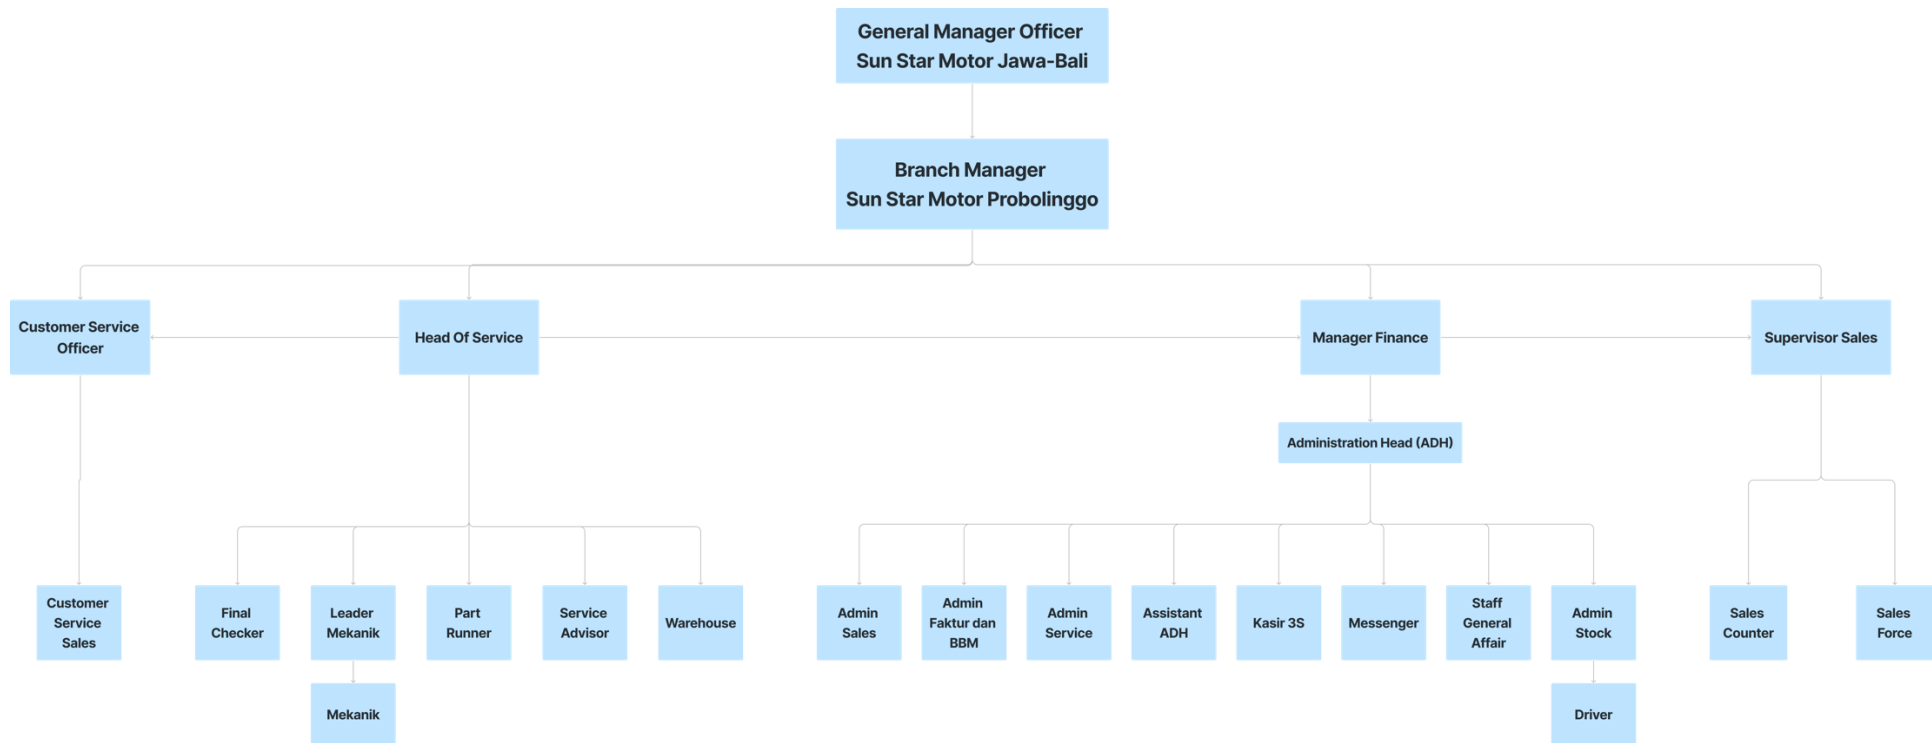 General Manager Officer
Sun Star Motor Jawa-Bali
Branch Manager
Sun Star Motor Probolinggo
Customer Service
Officer
Head Of Service
Manager Finance
Supervisor Sales
Administration Head (ADH)
Customer
Service
Sales
Final
Checker
Leader
Mekanik
Part
Runner
Service
Advisor
Warehouse
Admin
Sales
Admin
Faktur dan
BBM
Admin
Service
Assistant
ADH
Kasir 3S
Messenger
Staff
General
Affair
Admin
Stock
Sales
Counter
Sales
Force
Mekanik
Driver